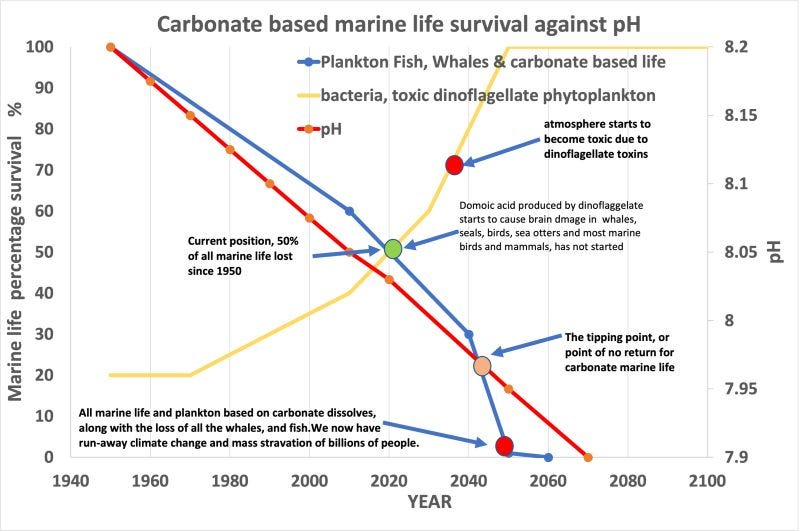 Carbonate based marine life survival against pH
Plankton Fish, Whales & carbonate based life
bacteria, toxic dinoflagellate phytoplankton
pH
atmosphere starts to
become toxic due to
dinoflagellate toxins
Domoic acid produced by dinoflaggelate
starts to cause brain dmage in whales,
seals, birds, sea otters and most marine
birds and mammals, has not started
Current position, 50%
of all marine life lost
since 1950
The tipping point, or
point of no return for
carbonate marine life
All marine life and plankton based on carbonate dissolves,
along with the loss of all the whales, and fish.We now have
run-away climate change and mass stravation of billions of people.
Marine life percentage survival %
100
90
80
70
60
50
40
30
20
10
0
8.2
8.15
8.1
8.05
8
7.95
7.9
pH
1940
1960
1980
2000
2020
2040
2060
2080
2100
YEAR